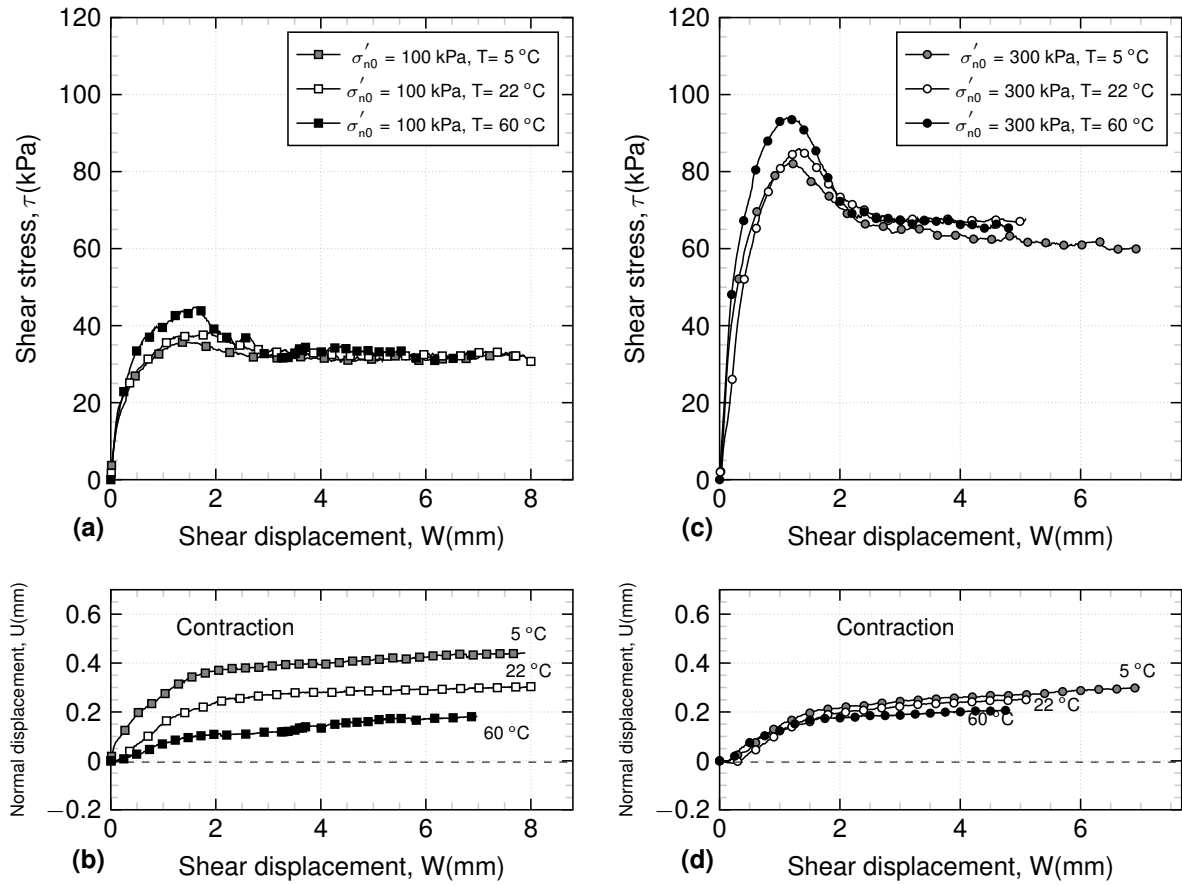 120
100
80
60
40
20
0
Shear stress, τ(kPa)
σ′n0 = 100 kPa, T= 5 °C
σ′n0 = 100 kPa, T= 22 °C
σ′n0 = 100 kPa, T= 60 °C
0 2 4 6 8
(a)
Shear displacement, W(mm)
120
100
80
60
40
20
0
Shear stress, τ(kPa)
σ′n0 = 300 kPa, T= 5 °C
σ′n0 = 300 kPa, T= 22 °C
σ′n0 = 300 kPa, T= 60 °C
0 2 4 6
(c)
Shear displacement, W(mm)
0.6
0.4
0.2
0
−0.2
Normal displacement, U(mm)
Contraction
5 °C
22 °C
60 °C
0 2 4 6 8
(b)
Shear displacement, W(mm)
0.6
0.4
0.2
0
−0.2
Normal displacement, U(mm)
Contraction
5 °C
22 °C
60 °C
0 2 4 6
(d)
Shear displacement, W(mm)